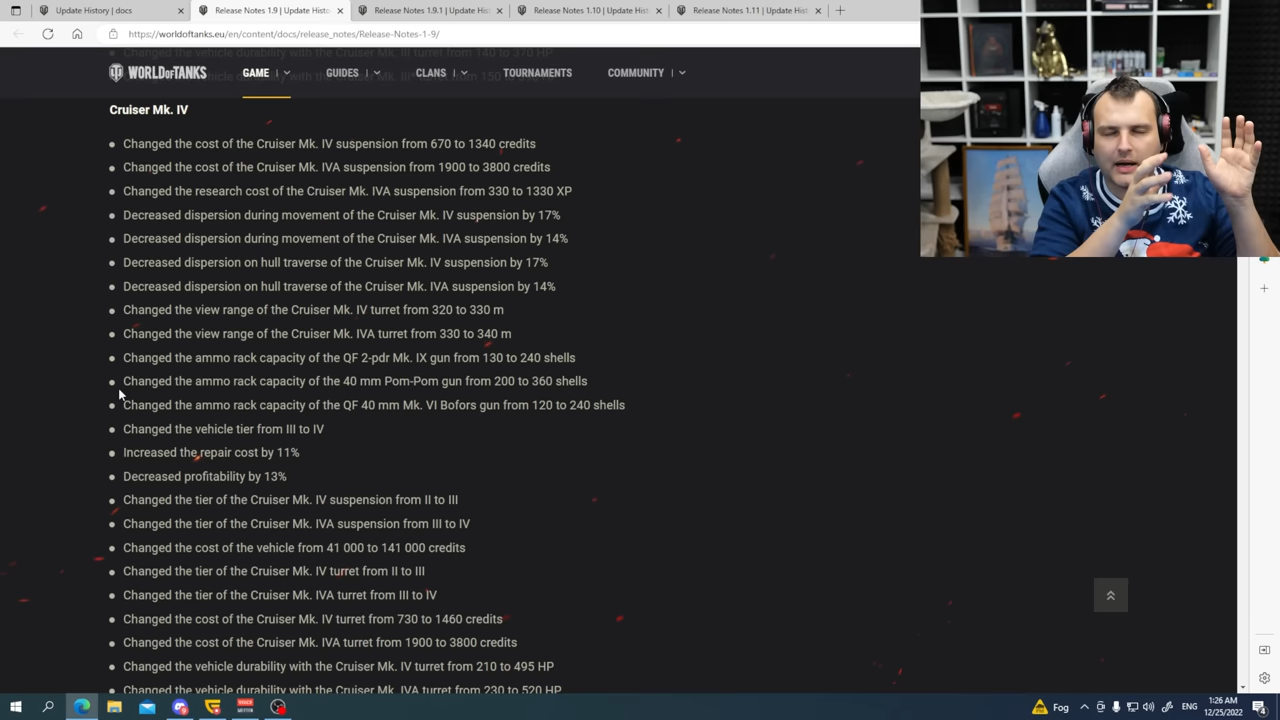 Update History | docs
Release Notes 1.9 | Update Histor
Release Notes 1.9.1 | Update Hist
Release Notes 1.10 | Update Histo
Release Notes 1.11 | Update Histo
https://worldoftanks.eu/en/content/docs/release_notes/Release-Notes-1-9/
WORLD OF TANKS
GAME
GUIDES
CLANS
TOURNAMENTS
COMMUNITY
Cruiser Mk. IV
Changed the cost of the Cruiser Mk. IV suspension from 670 to 1340 credits
Changed the cost of the Cruiser Mk. IVA suspension from 1900 to 3800 credits
Changed the research cost of the Cruiser Mk. IVA suspension from 330 to 1330 XP
Decreased dispersion during movement of the Cruiser Mk. IV suspension by 17%
Decreased dispersion during movement of the Cruiser Mk. IVA suspension by 14%
Decreased dispersion on hull traverse of the Cruiser Mk. IV suspension by 17%
Decreased dispersion on hull traverse of the Cruiser Mk. IVA suspension by 14%
Changed the view range of the Cruiser Mk. IV turret from 320 to 330 m
Changed the view range of the Cruiser Mk. IVA turret from 330 to 340 m
Changed the ammo rack capacity of the QF 2-pdr Mk. IX gun from 130 to 240 shells
Changed the ammo rack capacity of the 40 mm Pom-Pom gun from 200 to 360 shells
Changed the ammo rack capacity of the QF 40 mm Mk. VI Bofors gun from 120 to 240 shells
Changed the vehicle tier from III to IV
Increased the repair cost by 11%
Decreased profitability by 13%
Changed the tier of the Cruiser Mk. IV suspension from II to III
Changed the tier of the Cruiser Mk. IVA suspension from III to IV
Changed the cost of the vehicle from 41 000 to 141 000 credits
Changed the tier of the Cruiser Mk. IV turret from II to III
Changed the tier of the Cruiser Mk. IVA turret from III to IV
Changed the cost of the Cruiser Mk. IV turret from 730 to 1460 credits
Changed the cost of the Cruiser Mk. IVA turret from 1900 to 3800 credits
Changed the vehicle durability with the Cruiser Mk. IV turret from 210 to 495 HP
Changed the vehicle durability with the Cruiser Mk. IVA turret from 230 to 520 HP
Fog
ENG
1:26 AM
12/25/2022